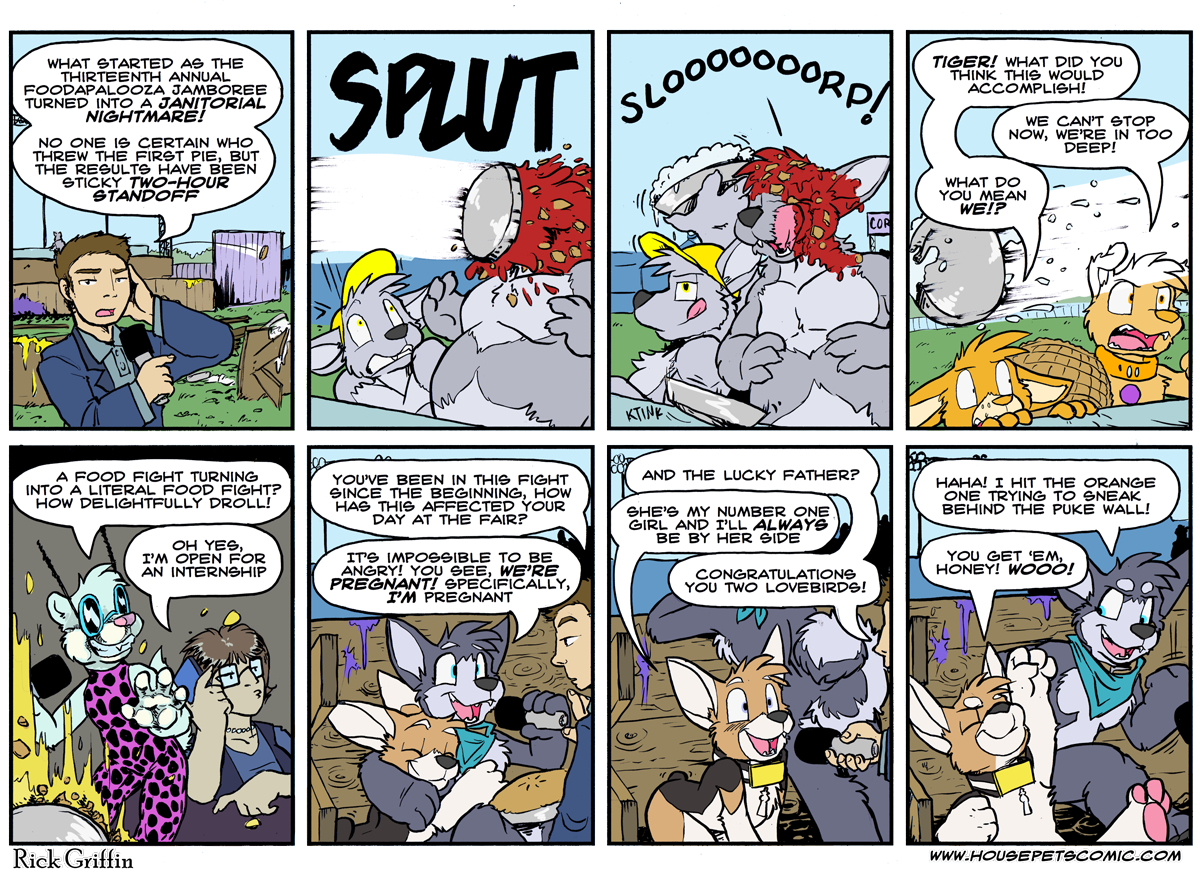 WHAT STARTED AS THE
THIRTEENTH ANNUAL
FOODAPALOOZA JAMBOREE
TURNED INTO A JANITORIAL
NIGHTMARE!
NO ONE IS CERTAIN WHO
THREW THE FIRST PIE, BUT
THE RESULTS HAVE BEEN
STICKY TWO-HOUR
STANDOFF
SPLUT
SLOOOOOOORP!
COR
KTINK
TIGER! WHAT DID YOU
THINK THIS WOULD
ACCOMPLISH!
WE CAN'T STOP
NOW, WE'RE IN TOO
DEEP!
WHAT DO
YOU MEAN
WE!?
A FOOD FIGHT TURNING
INTO A LITERAL FOOD FIGHT?
HOW DELIGHTFULLY DROLL!
OH YES,
I'M OPEN FOR
AN INTERNSHIP
YOU'VE BEEN IN THIS FIGHT
SINCE THE BEGINNING, HOW
HAS THIS AFFECTED YOUR
DAY AT THE FAIR?
IT'S IMPOSSIBLE TO BE
ANGRY! YOU SEE, WE'RE
PREGNANT! SPECIFICALLY,
I'M PREGNANT
AND THE LUCKY FATHER?
SHE'S MY NUMBER ONE
GIRL AND I'LL ALWAYS
BE BY HER SIDE
CONGRATULATIONS
YOU TWO LOVEBIRDS!
HAHA! I HIT THE ORANGE
ONE TRYING TO SNEAK
BEHIND THE PUKE WALL!
YOU GET 'EM,
HONEY! WOOO!
Rick Griffin
WWW.HOUSEPETSCOMIC.COM